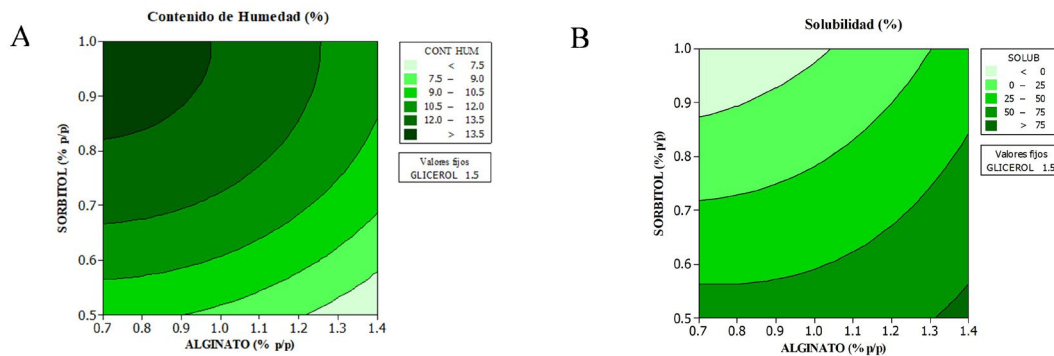 A
Contenido de Humedad (%)
SORBITOL (% p/p)
1.0
0.9
0.8
0.7
0.6
0.5
0.7 0.8 0.9 1.0 1.1 1.2 1.3 1.4
ALGINATO (% p/p)
CONT HUM
< 7.5
7.5 – 9.0
9.0 – 10.5
10.5 – 12.0
12.0 – 13.5
> 13.5
Valores fijos
GLICEROL 1.5
B
Solubilidad (%)
SORBITOL (% p/p)
1.0
0.9
0.8
0.7
0.6
0.5
0.7 0.8 0.9 1.0 1.1 1.2 1.3 1.4
ALGINATO (% p/p)
SOLUB
< 0
0 – 25
25 – 50
50 – 75
> 75
Valores fijos
GLICEROL 1.5